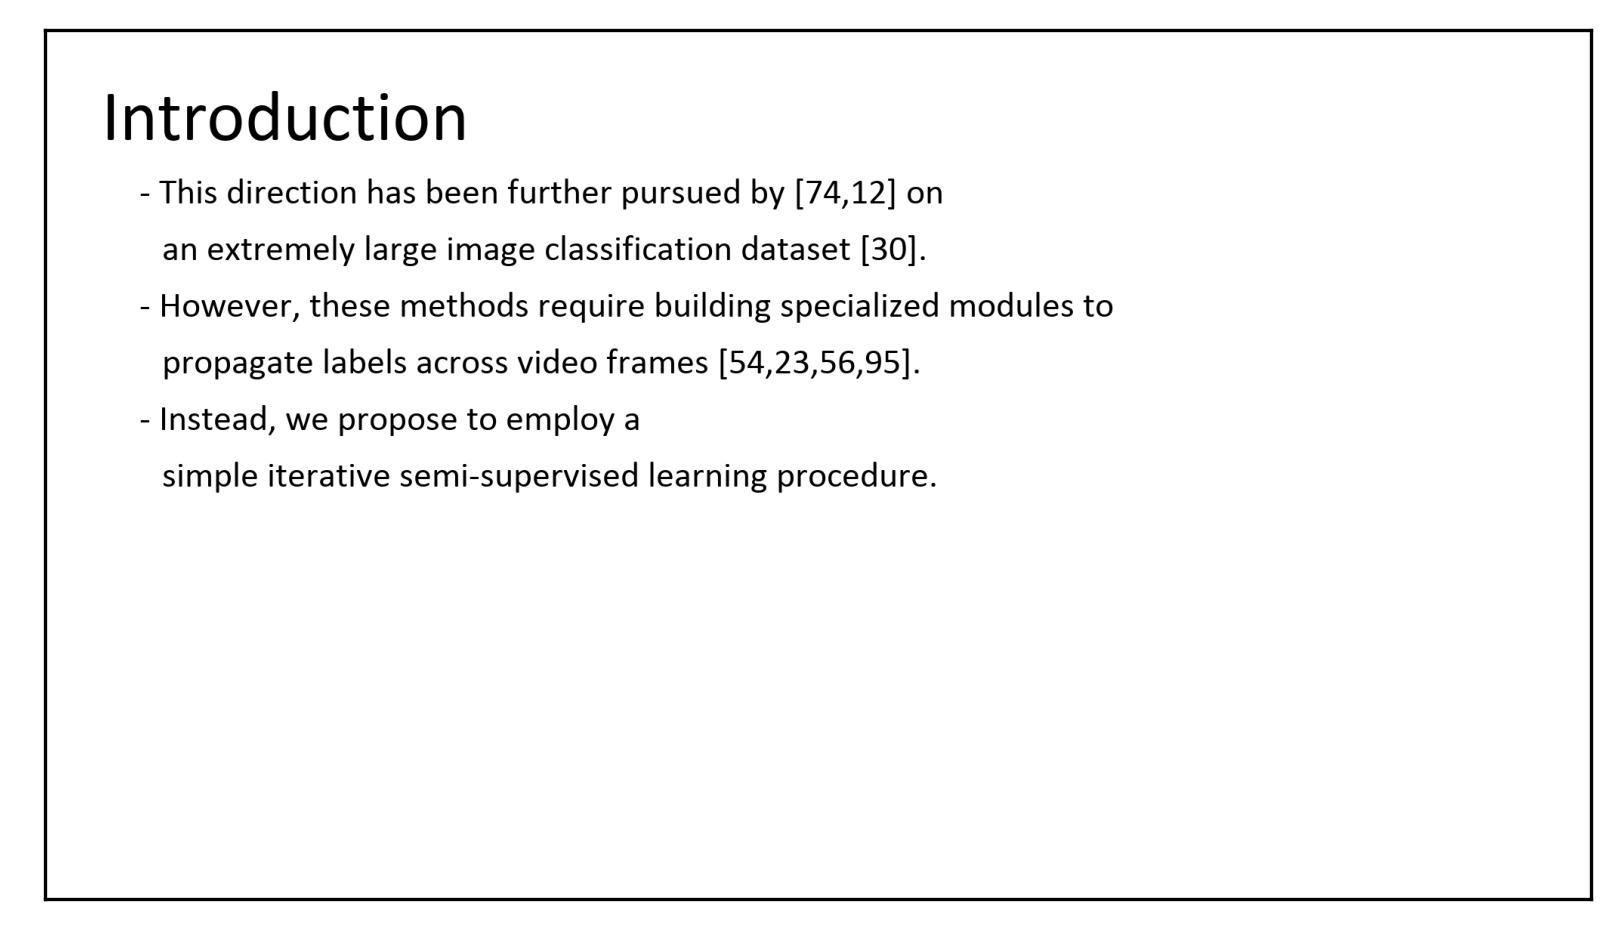 Introduction
- This direction has been further pursued by [74,12] on
an extremely large image classification dataset [30].
- However, these methods require building specialized modules to
propagate labels across video frames [54,23,56,95].
- Instead, we propose to employ a
simple iterative semi-supervised learning procedure.